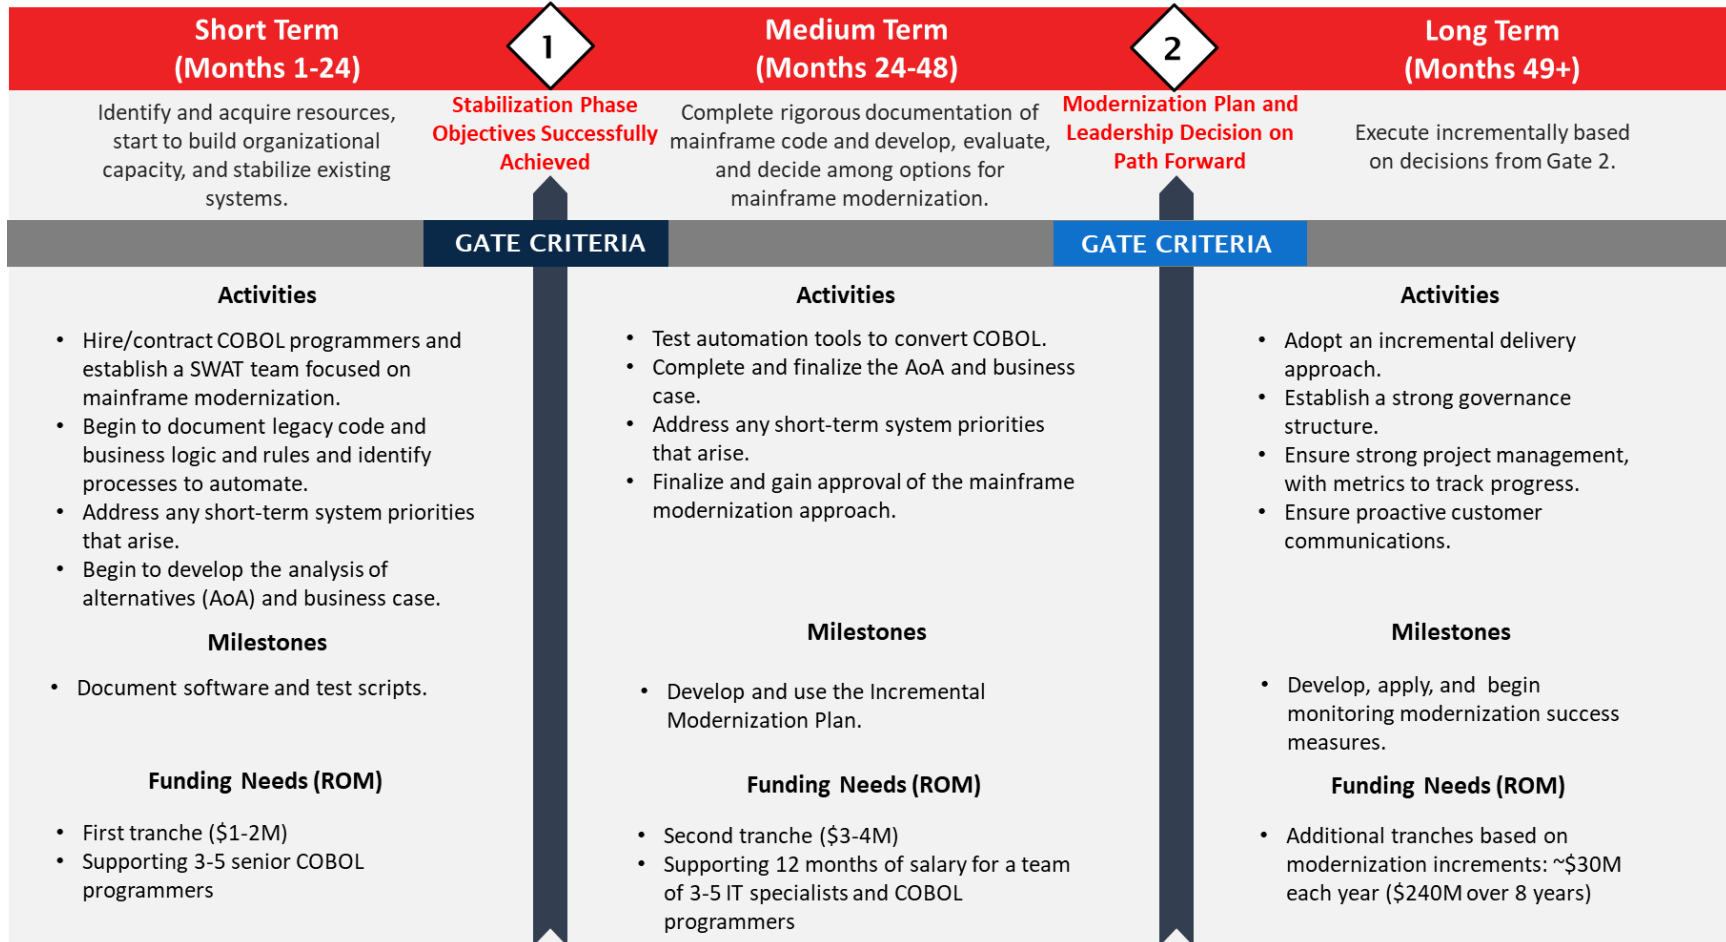 Short Term
(Months 1-24)
1
Medium Term
(Months 24-48)
2
Long Term
(Months 49+)
Identify and acquire resources,
start to build organizational
capacity, and stabilize existing
systems.
Stabilization Phase
Objectives Successfully
Achieved
Complete rigorous documentation of
mainframe code and develop, evaluate,
and decide among options for
mainframe modernization.
Modernization Plan and
Leadership Decision on
Path Forward
Execute incrementally based
on decisions from Gate 2.
GATE CRITERIA
GATE CRITERIA
Activities
• Hire/contract COBOL programmers and
establish a SWAT team focused on
mainframe modernization.
• Begin to document legacy code and
business logic and rules and identify
processes to automate.
• Address any short-term system priorities
that arise.
• Begin to develop the analysis of
alternatives (AoA) and business case.
Milestones
• Document software and test scripts.
Funding Needs (ROM)
• First tranche ($1-2M)
• Supporting 3-5 senior COBOL
programmers
Activities
• Test automation tools to convert COBOL.
• Complete and finalize the AoA and business
case.
• Address any short-term system priorities
that arise.
• Finalize and gain approval of the mainframe
modernization approach.
Milestones
• Develop and use the Incremental
Modernization Plan.
Funding Needs (ROM)
• Second tranche ($3-4M)
• Supporting 12 months of salary for a team
of 3-5 IT specialists and COBOL
programmers
Activities
• Adopt an incremental delivery
approach.
• Establish a strong governance
structure.
• Ensure strong project management,
with metrics to track progress.
• Ensure proactive customer
communications.
Milestones
• Develop, apply, and begin
monitoring modernization success
measures.
Funding Needs (ROM)
• Additional tranches based on
modernization increments: ~$30M
each year ($240M over 8 years)